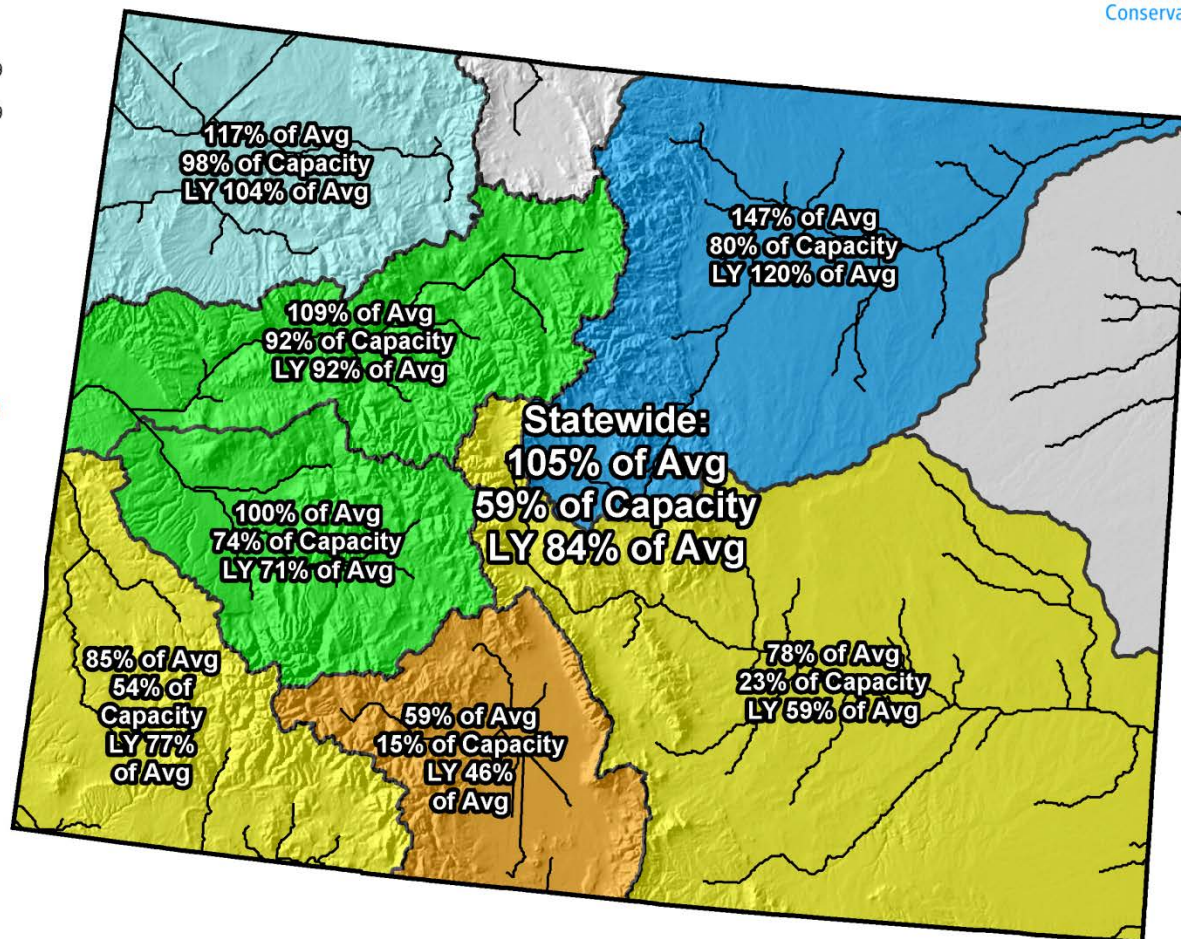 Conserva
9
9
117% of Avg
98% of Capacity
LY 104% of Avg
147% of Avg
80% of Capacity
LY 120% of Avg
109% of Avg
92% of Capacity
LY 92% of Avg
Statewide:
105% of Avg
59% of Capacity
LY 84% of Avg
100% of Avg
74% of Capacity
LY 71% of Avg
85% of Avg
54% of
Capacity
LY 77%
of Avg
59% of Avg
15% of Capacity
LY 46%
of Avg
78% of Avg
23% of Capacity
LY 59% of Avg